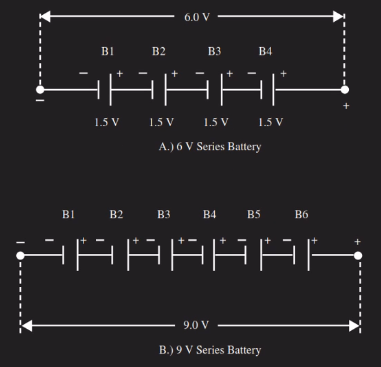 6.0 V
B1 B2 B3 B4
− + − + − + − +
− +
1.5 V 1.5 V 1.5 V 1.5 V
A.) 6 V Series Battery
B1 B2 B3 B4 B5 B6
− − + − + − + − + − + − + +
9.0 V
B.) 9 V Series Battery